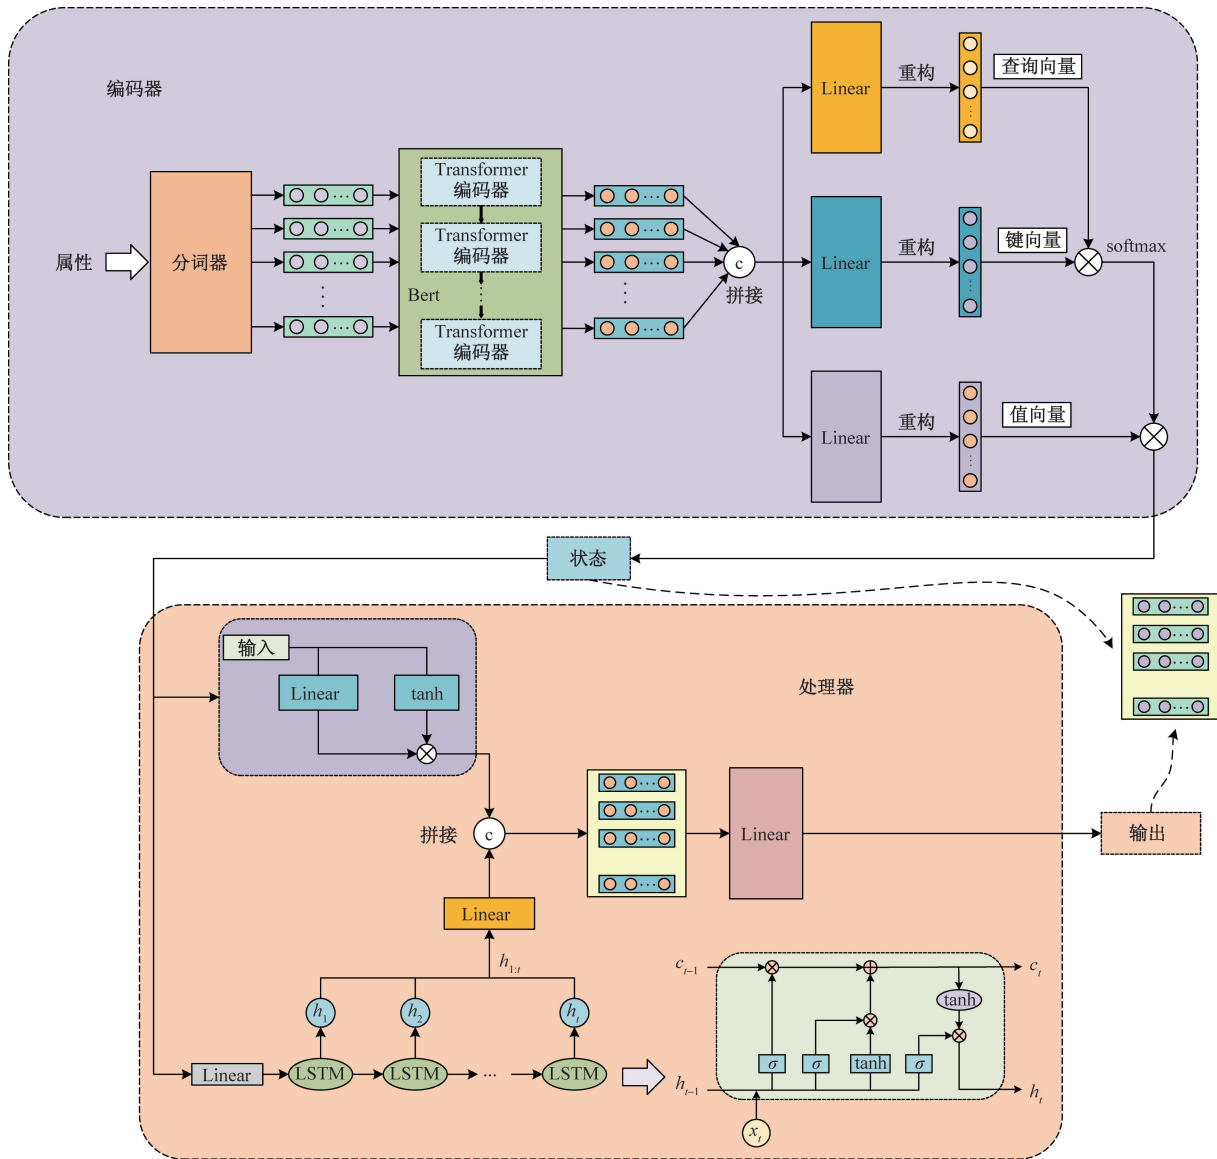 编码器
属性
分词器
Transformer
编码器
Transformer
编码器
Bert
Transformer
编码器
c
拼接
Linear
重构
查询向量
Linear
重构
键向量
softmax
Linear
重构
值向量
状态
处理器
输入
Linear
tanh
拼接
c
Linear
输出
Linear
h1:t
h1
h2
ht
Linear
LSTM
LSTM
...
LSTM
ct-1
ct
tanh
σ
σ
tanh
σ
ht-1
ht
xt